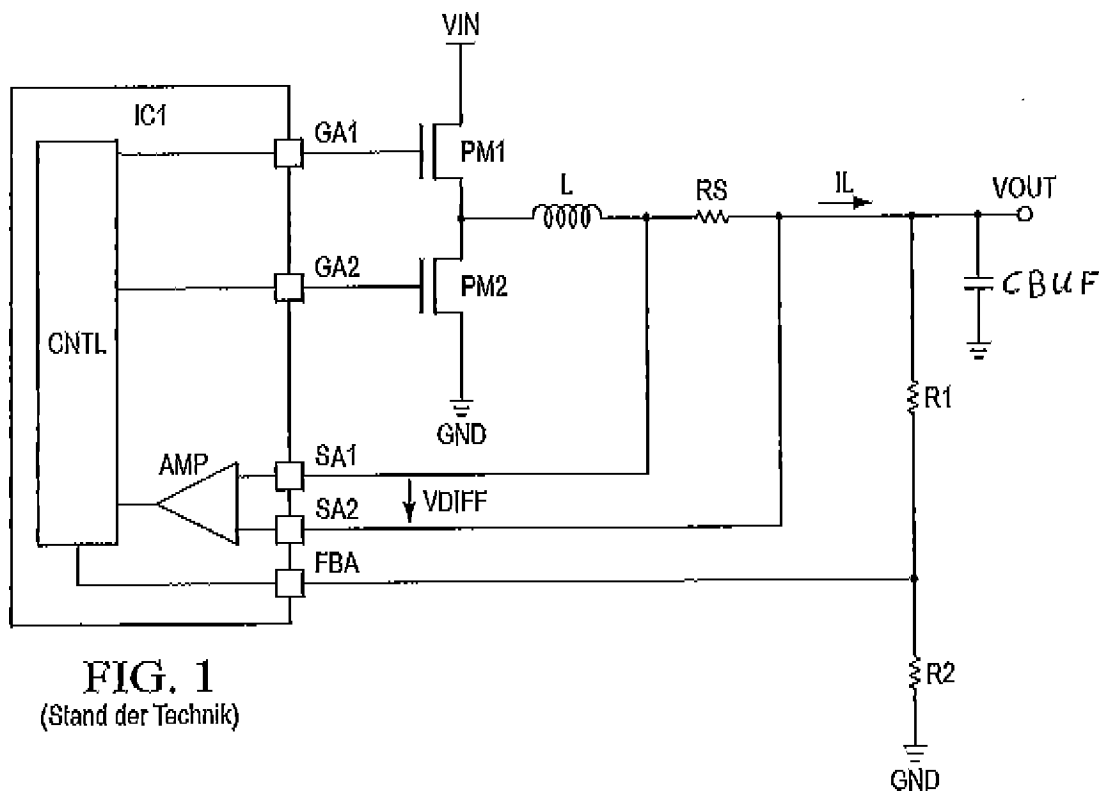 VIN
IC1
GA1
PM1
L
RS
IL
VOUT
GA2
PM2
CBUF
CNTL
R1
GND
AMP
SA1
VDIFF
SA2
FBA
R2
FIG. 1
(Stand der Technik)
GND